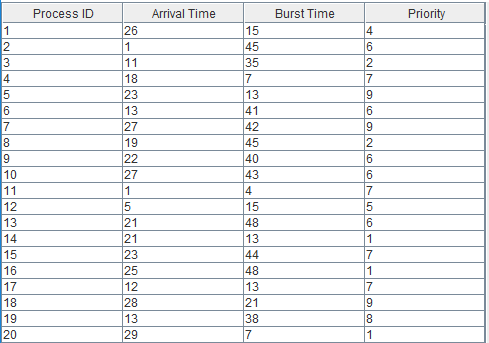 Process ID Arrival Time Burst Time Priority
1 26 15 4
2 1 45 6
3 11 35 2
4 18 7 7
5 23 13 9
6 13 41 6
7 27 42 9
8 19 45 2
9 22 40 6
10 27 43 6
11 1 4 7
12 5 15 5
13 21 48 6
14 21 13 1
15 23 44 7
16 25 48 1
17 12 13 7
18 28 21 9
19 13 38 8
20 29 7 1